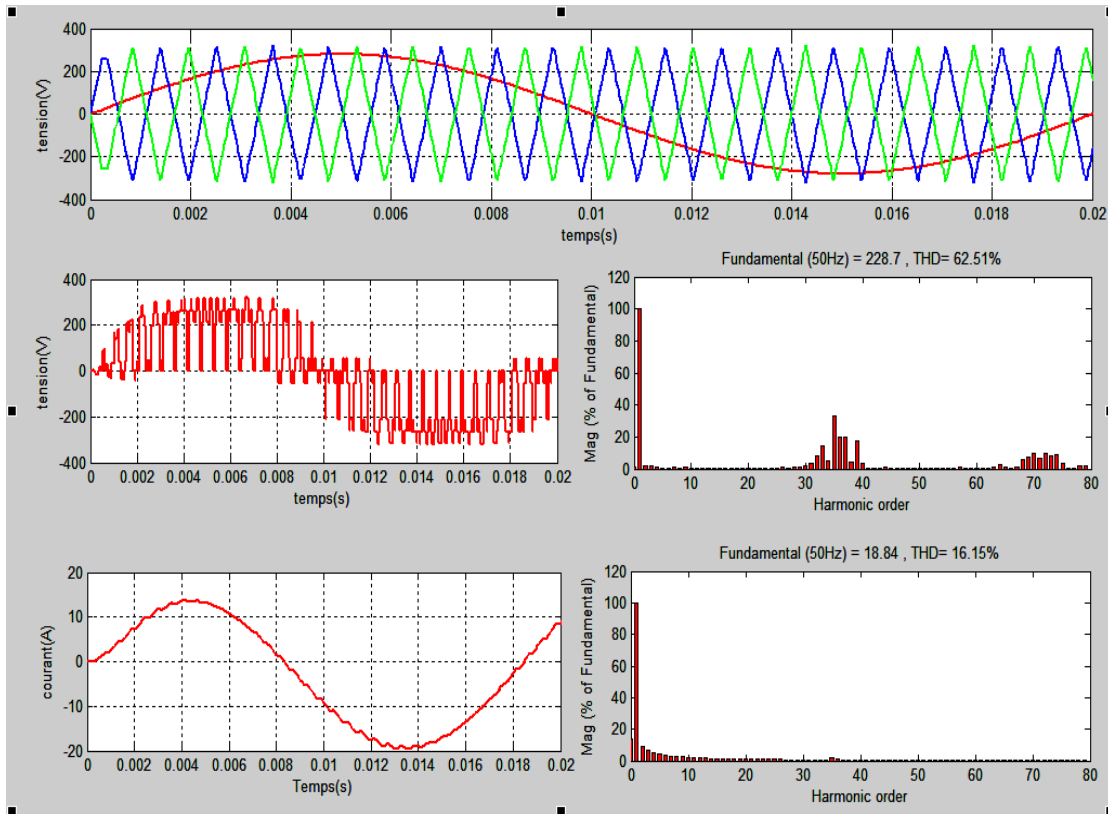 400
200
0
-200
-400
tension(V)
0 0.002 0.004 0.006 0.008 0.01 0.012 0.014 0.016 0.018 0.02
temps(s)
400
200
0
-200
-400
tension(V)
0 0.002 0.004 0.006 0.008 0.01 0.012 0.014 0.016 0.018 0.02
temps(s)
Fundamental (50Hz) = 228.7 , THD= 62.51%
120
100
80
60
40
20
0
Mag (% of Fundamental)
0 10 20 30 40 50 60 70 80
Harmonic order
20
10
0
-10
-20
courant(A)
0 0.002 0.004 0.006 0.008 0.01 0.012 0.014 0.016 0.018 0.02
Temps(s)
Fundamental (50Hz) = 18.84 , THD= 16.15%
120
100
80
60
40
20
0
Mag (% of Fundamental)
0 10 20 30 40 50 60 70 80
Harmonic order